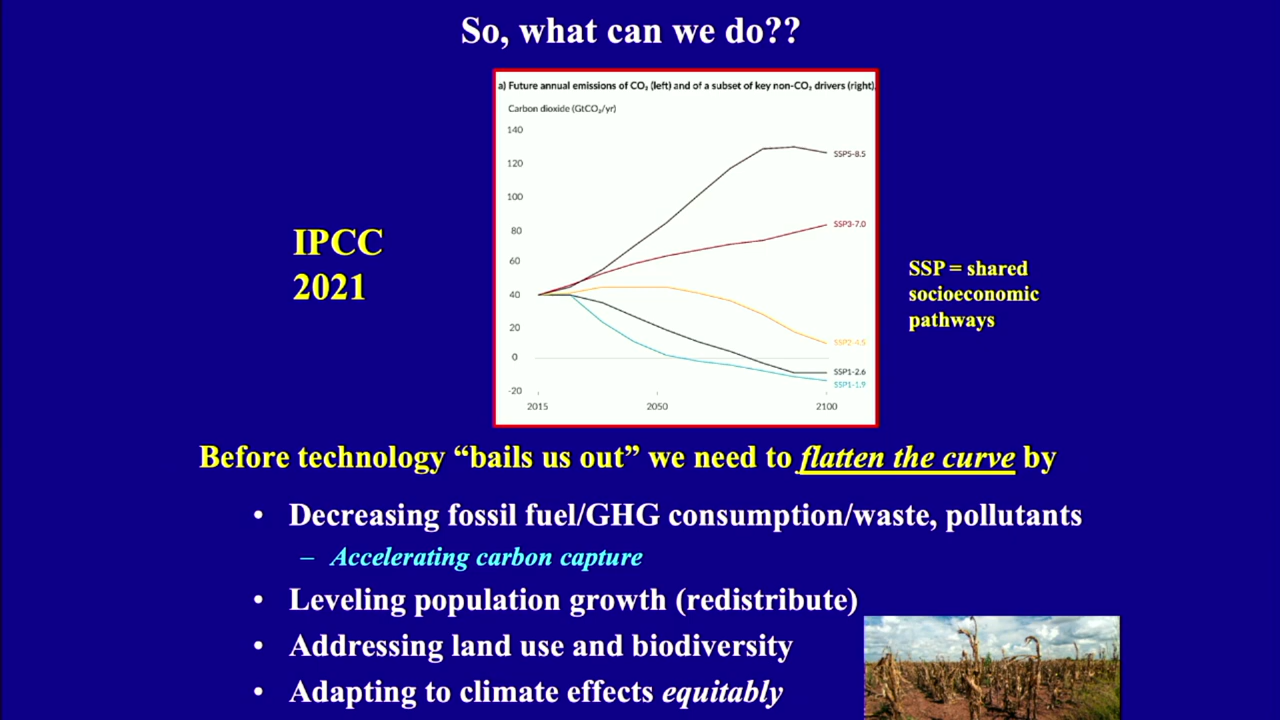 So, what can we do??
a) Future annual emissions of CO₂ (left) and of a subset of key non-CO₂ drivers (right),
Carbon dioxide (GtCO₂/yr)
140
120
100
80
60
40
20
0
-20
SSP5-8.5
SSP3-7.0
SSP2-4.5
SSP1-2.6
SSP1-1.9
2015
2050
2100
IPCC
2021
SSP = shared
socioeconomic
pathways
Before technology “bails us out” we need to flatten the curve by
• Decreasing fossil fuel/GHG consumption/waste, pollutants
– Accelerating carbon capture
• Leveling population growth (redistribute)
• Addressing land use and biodiversity
• Adapting to climate effects equitably